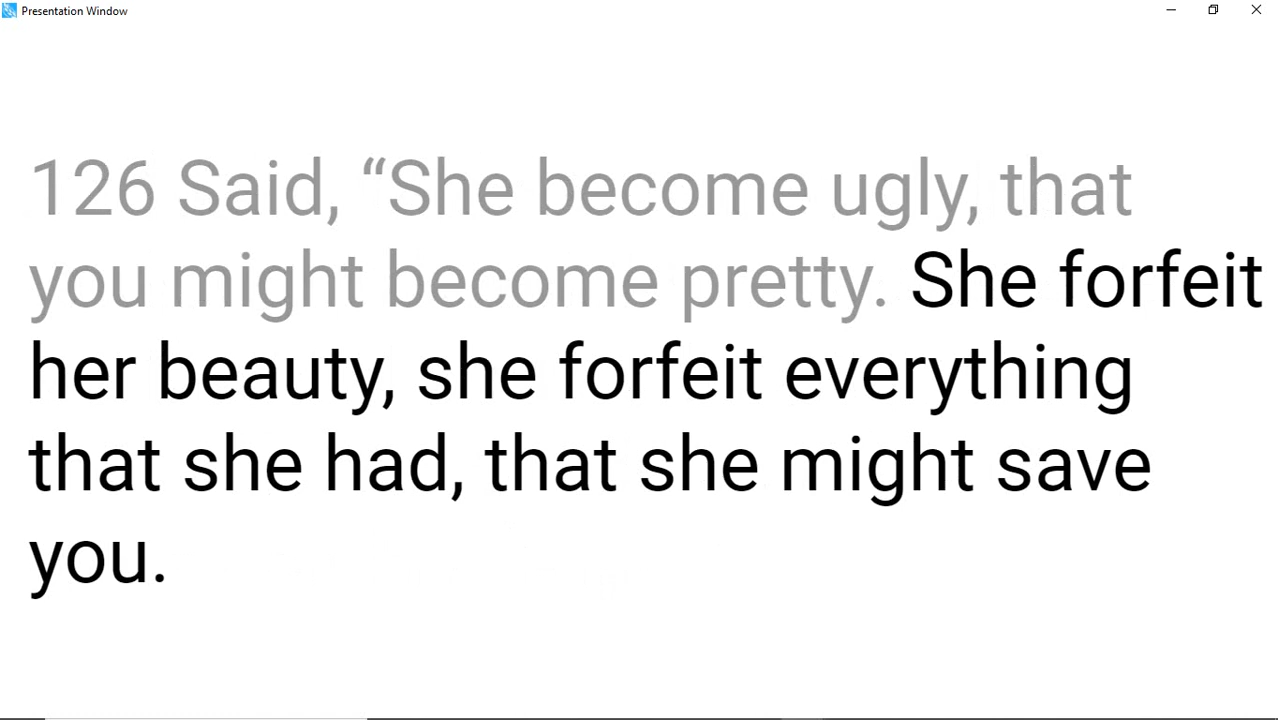 Presentation Window
126 Said, “She become ugly, that
you might become pretty. She forfeit
her beauty, she forfeit everything
that she had, that she might save
you.